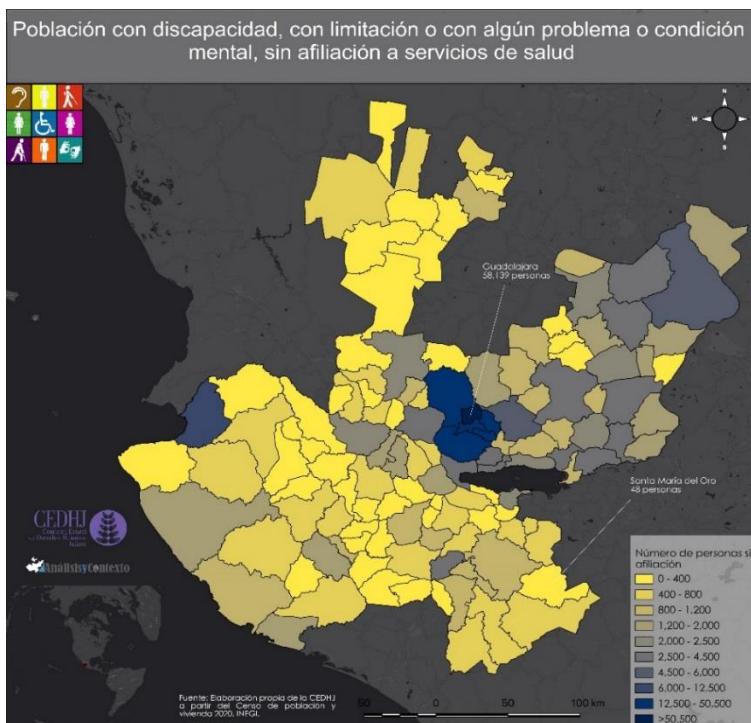 Población con discapacidad, con limitación o con algún problema o condición
mental, sin afiliación a servicios de salud
N
W
S
Guadalajara
58,139 personas
Santa María del Oro
48 personas
CEDHJ
AnálisisyContexto
Número de personas si
afiliación
0 - 400
400 - 800
800 - 1,200
1,200 - 2,000
2,000 - 2,500
2,500 - 4,500
4,500 - 6,000
6,000 - 12,500
12,500 - 50,500
>50,500
Fuente: Elaboración propia de la CEDHJ
a partir del Censo de población y
vivienda 2020, INEGI.
50 0 50 100 km